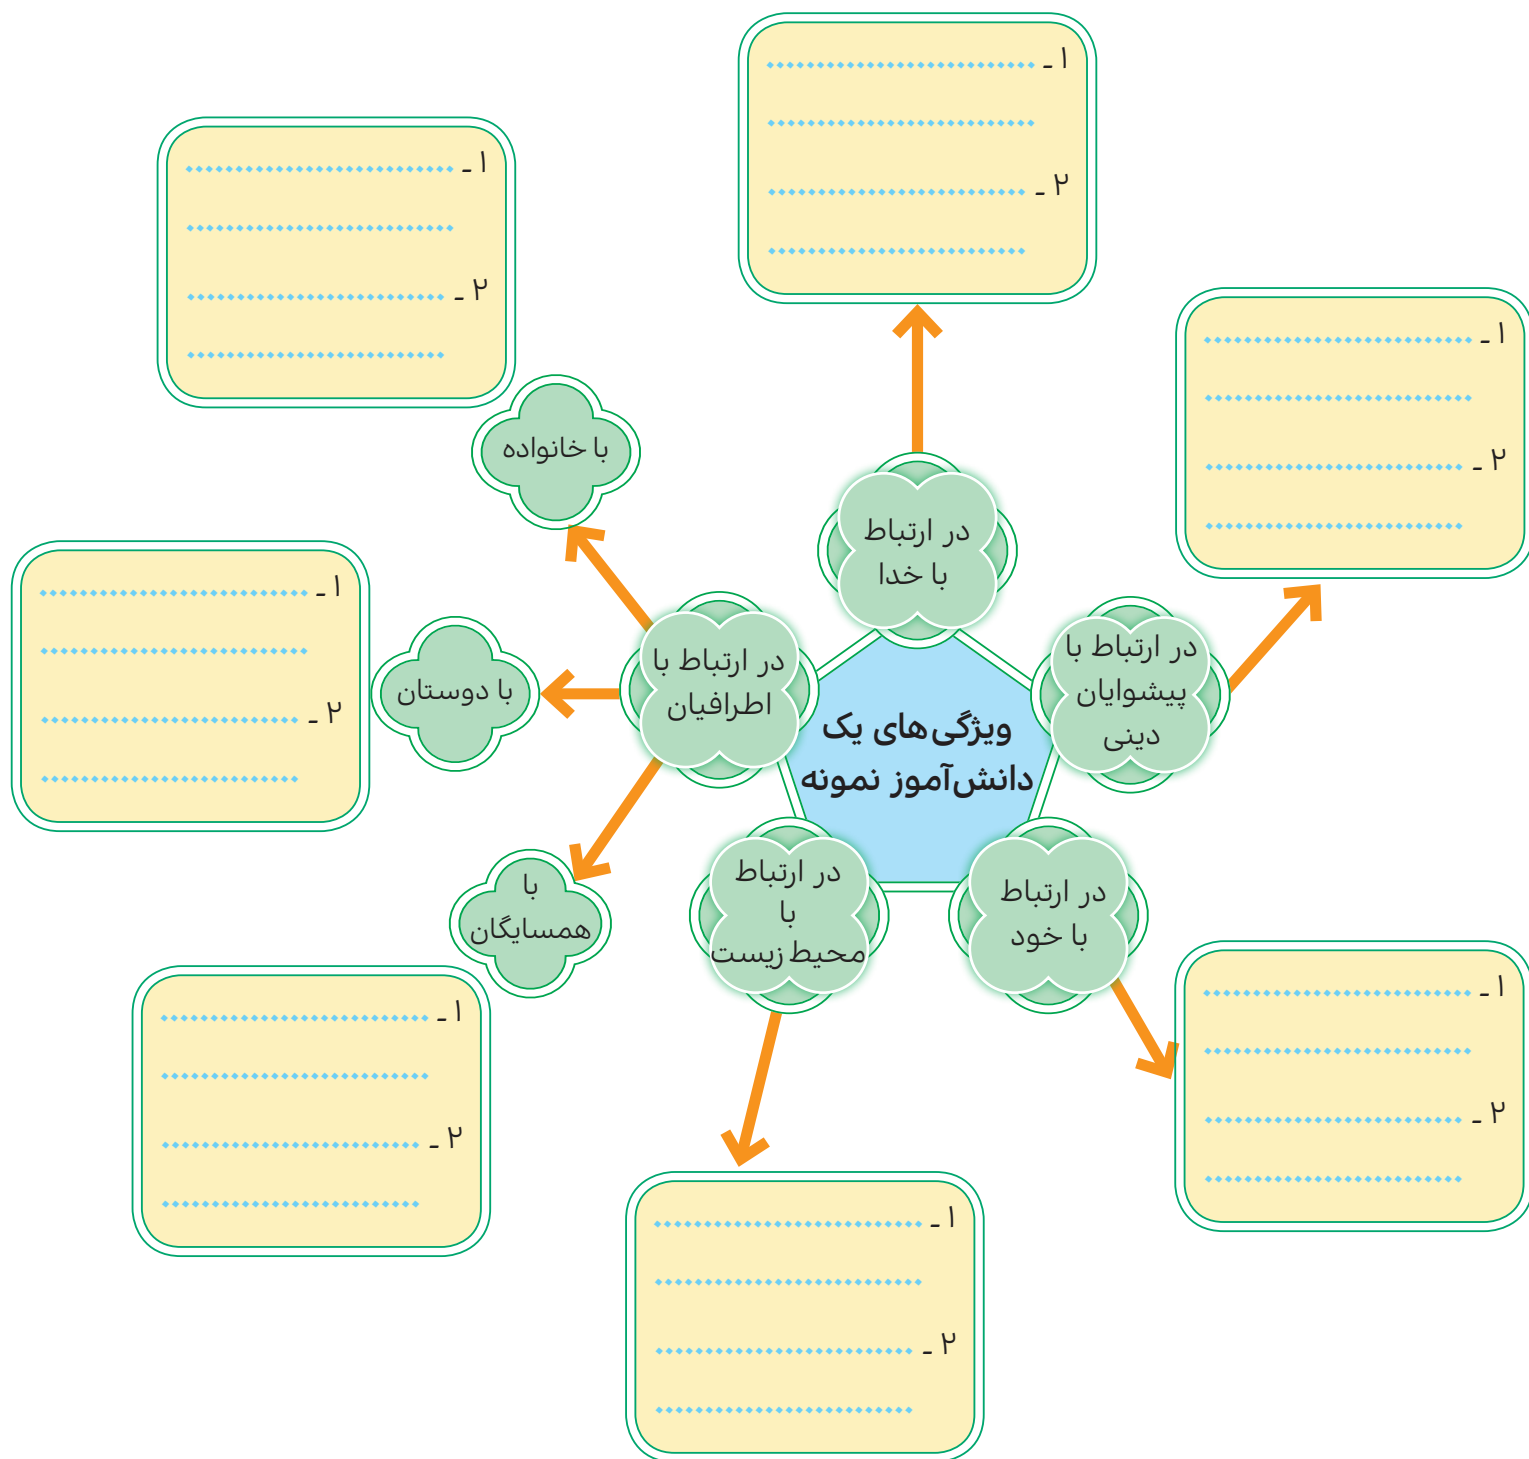 ویژگی‌های یک
دانش‌آموز نمونه
در ارتباط
با خدا
۱ ـ
۲ ـ
در ارتباط با
پیشوایان
دینی
۱ ـ
۲ ـ
در ارتباط
با خود
۱ ـ
۲ ـ
در ارتباط
با
محیط زیست
۱ ـ
۲ ـ
در ارتباط با
اطرافیان
با خانواده
۱ ـ
۲ ـ
با دوستان
۱ ـ
۲ ـ
با
همسایگان
۱ ـ
۲ ـ